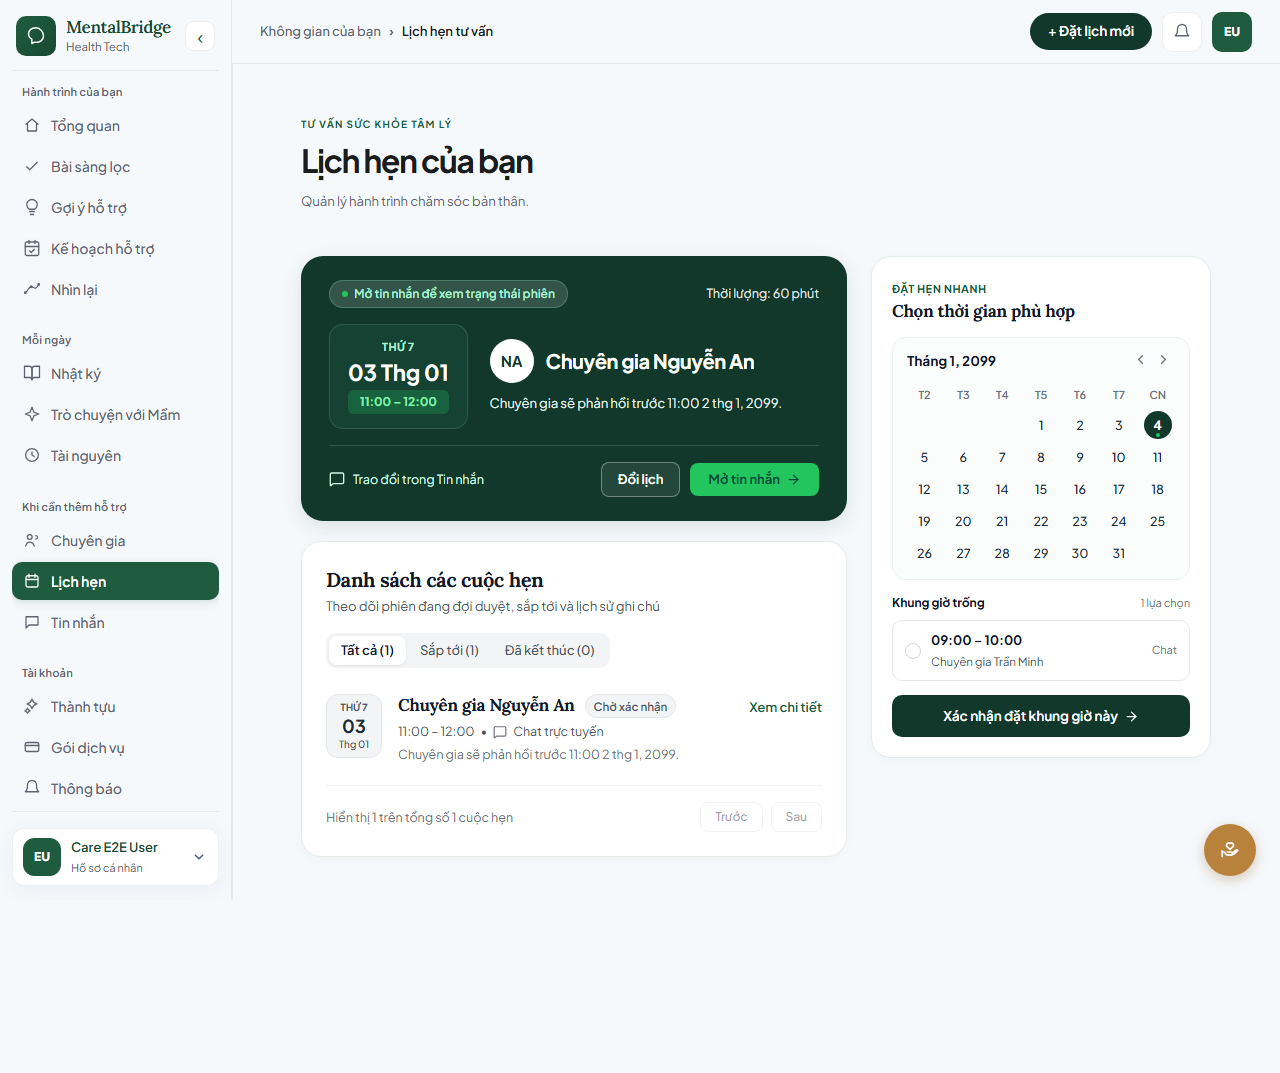 MentalBridge
Health Tech
‹
Hành trình của bạn
Tổng quan
Bài sàng lọc
Gợi ý hỗ trợ
Kế hoạch hỗ trợ
Nhìn lại
Mỗi ngày
Nhật ký
Trò chuyện với Mầm
Tài nguyên
Khi cần thêm hỗ trợ
Chuyên gia
Lịch hẹn
Tin nhắn
Tài khoản
Thành tựu
Gói dịch vụ
Thông báo
EU
Care E2E User
Hồ sơ cá nhân
Không gian của bạn › Lịch hẹn tư vấn
+ Đặt lịch mới
EU
TƯ VẤN SỨC KHỎE TÂM LÝ
Lịch hẹn của bạn
Quản lý hành trình chăm sóc bản thân.
Mở tin nhắn để xem trạng thái phiên
Thời lượng: 60 phút
THỨ 7
03 Thg 01
11:00 – 12:00
NA
Chuyên gia Nguyễn An
Chuyên gia sẽ phản hồi trước 11:00 2 thg 1, 2099.
Trao đổi trong Tin nhắn
Đổi lịch
Mở tin nhắn →
Danh sách các cuộc hẹn
Theo dõi phiên đang đợi duyệt, sắp tới và lịch sử ghi chú
Tất cả (1)
Sắp tới (1)
Đã kết thúc (0)
THỨ 7
03
Thg 01
Chuyên gia Nguyễn An
Chờ xác nhận
Xem chi tiết
11:00 – 12:00 • Chat trực tuyến
Chuyên gia sẽ phản hồi trước 11:00 2 thg 1, 2099.
Hiển thị 1 trên tổng số 1 cuộc hẹn
Trước
Sau
ĐẶT HẸN NHANH
Chọn thời gian phù hợp
Tháng 1, 2099
T2 T3 T4 T5 T6 T7 CN
1 2 3 4
5 6 7 8 9 10 11
12 13 14 15 16 17 18
19 20 21 22 23 24 25
26 27 28 29 30 31
Khung giờ trống
1 lựa chọn
09:00 – 10:00
Chuyên gia Trần Minh
Chat
Xác nhận đặt khung giờ này →